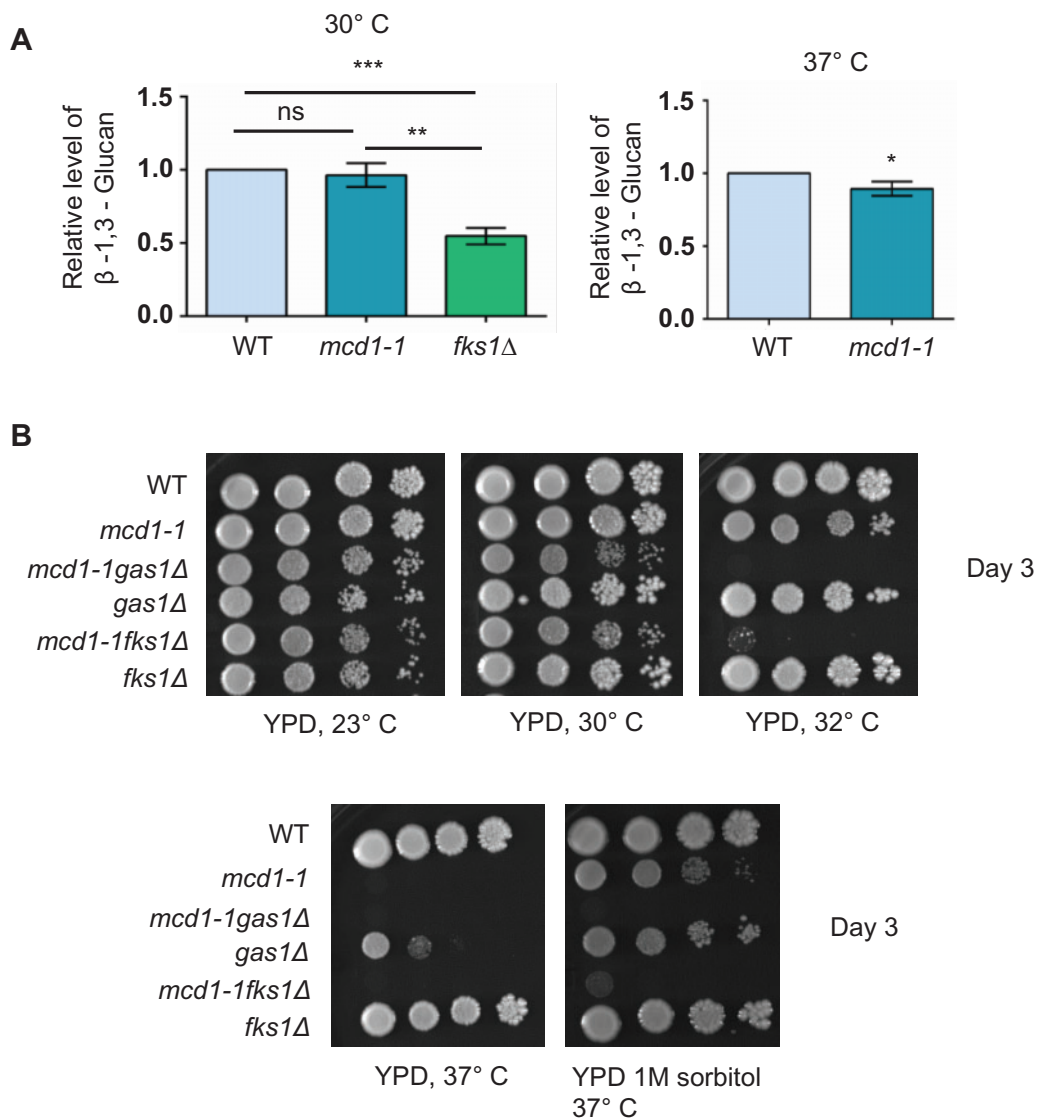 A
30° C
***
ns
**
Relative level of
β -1,3 - Glucan
1.5
1.0
0.5
0.0
WT
mcd1-1
fks1Δ
37° C
*
Relative level of
β -1,3 - Glucan
1.5
1.0
0.5
0.0
WT
mcd1-1
B
WT
mcd1-1
mcd1-1gas1Δ
gas1Δ
mcd1-1fks1Δ
fks1Δ
YPD, 23° C
YPD, 30° C
YPD, 32° C
Day 3
WT
mcd1-1
mcd1-1gas1Δ
gas1Δ
mcd1-1fks1Δ
fks1Δ
YPD, 37° C
YPD 1M sorbitol
37° C
Day 3